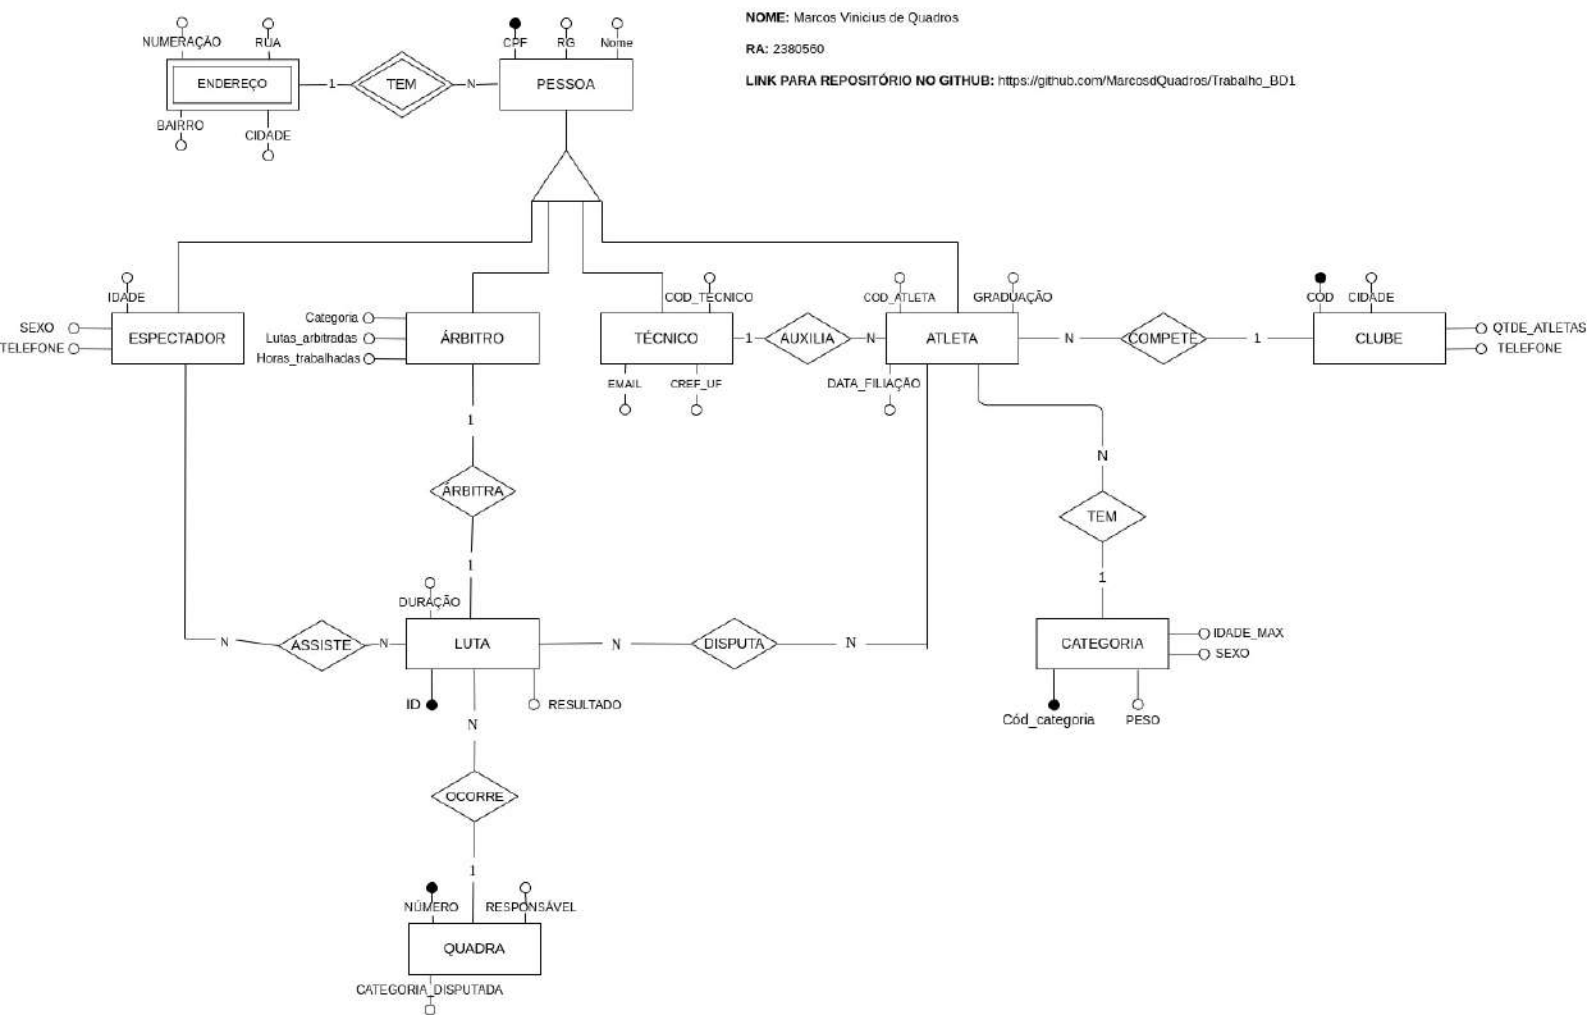 NOME: Marcos Vinicius de Quadros
RA: 2380560
LINK PARA REPOSITÓRIO NO GITHUB: https://github.com/MarcosdQuadros/Trabalho_BD1
NUMERAÇÃO
RUA
CPF
RG
Nome
ENDEREÇO
1
TEM
N
PESSOA
BAIRRO
CIDADE
IDADE
SEXO
TELEFONE
ESPECTADOR
Categoria
Lutas_arbitradas
Horas_trabalhadas
ÁRBITRO
COD_TÉCNICO
TÉCNICO
EMAIL
CREF_UF
1
AUXILIA
N
COD_ATLETA
GRADUAÇÃO
ATLETA
DATA_FILIAÇÃO
N
COMPETE
1
COD
CIDADE
CLUBE
QTDE_ATLETAS
TELEFONE
1
ÁRBITRA
1
N
TEM
1
DURAÇÃO
N
ASSISTE
N
LUTA
N
DISPUTA
N
CATEGORIA
IDADE_MAX
SEXO
ID
RESULTADO
Cód_categoria
PESO
N
OCORRE
1
NÚMERO
RESPONSÁVEL
QUADRA
CATEGORIA_DISPUTADA